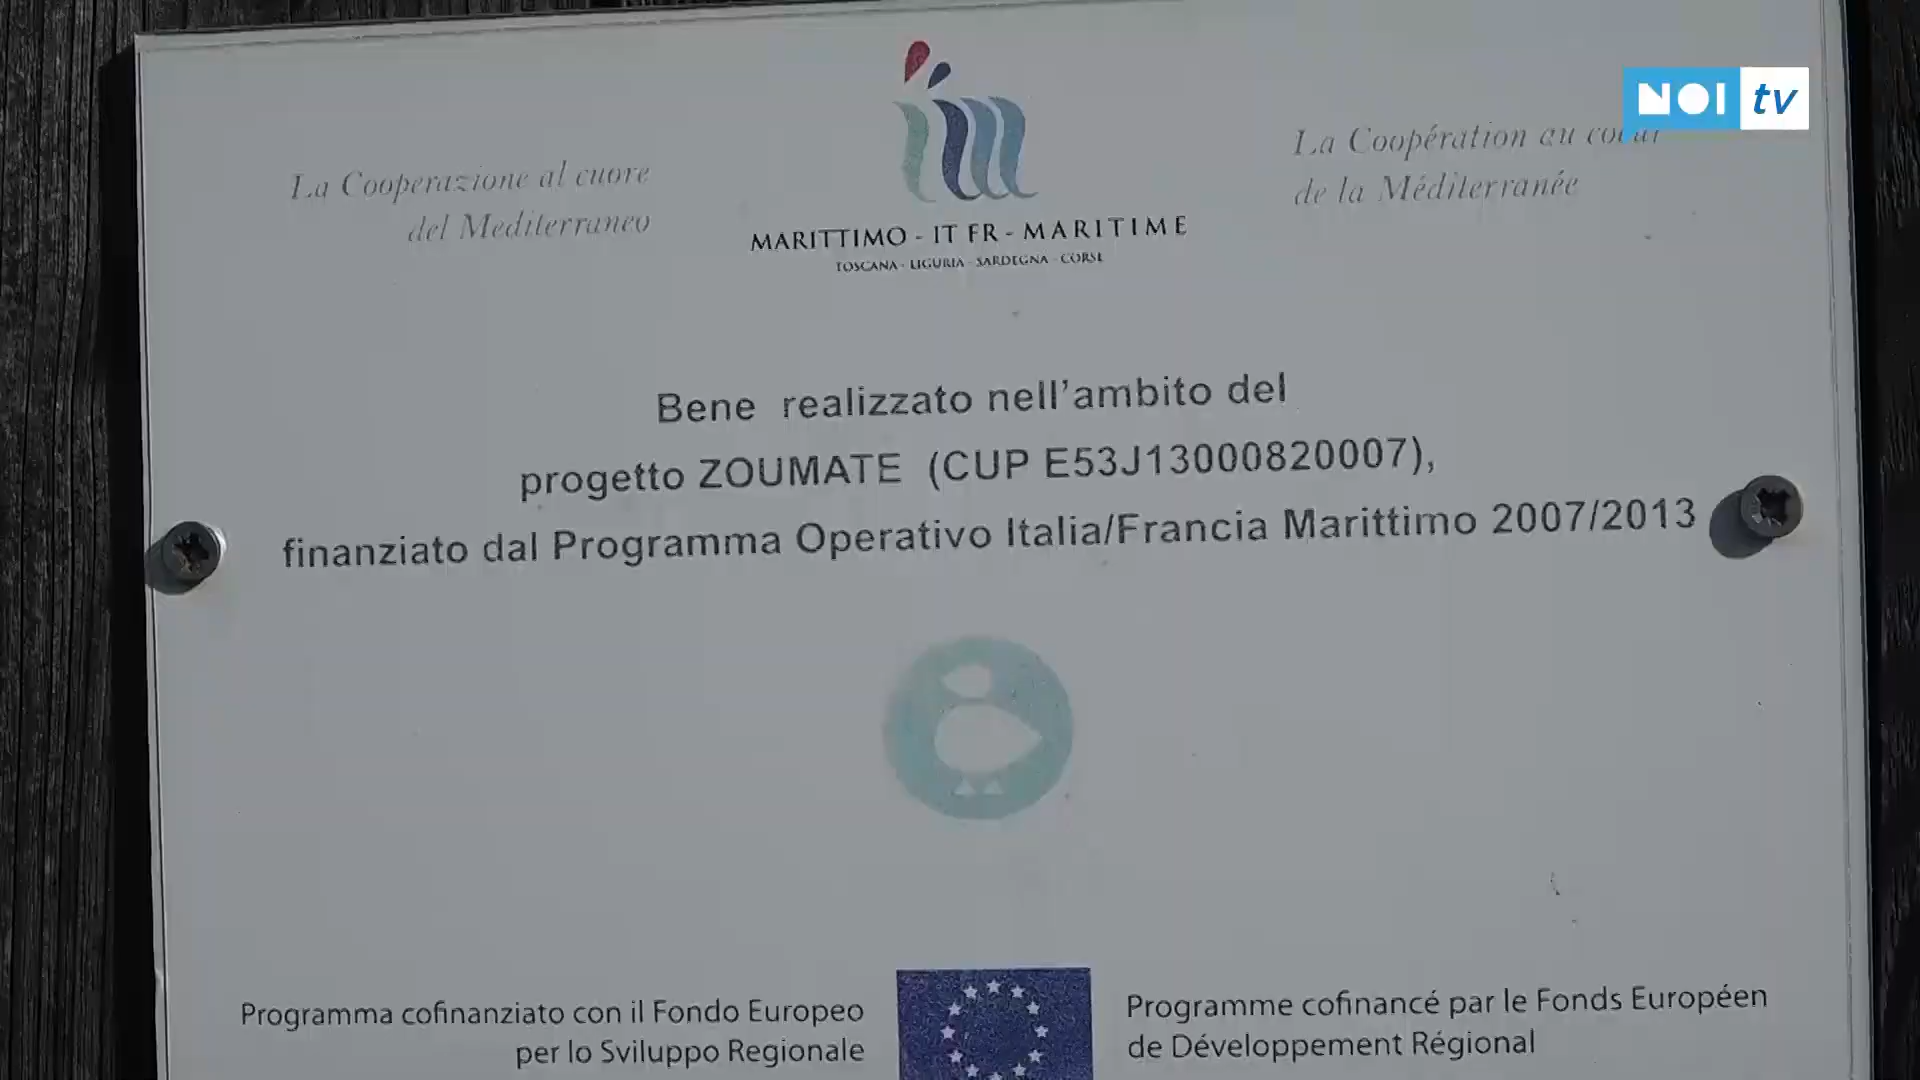 NOI tv
La Cooperazione al cuore
del Mediterraneo
La Coopération au coeur
de la Méditerranée
MARITTIMO - IT FR - MARITIME
TOSCANA - LIGURIA - SARDEGNA - CORSE
Bene realizzato nell'ambito del
progetto ZOUMATE (CUP E53J13000820007),
finanziato dal Programma Operativo Italia/Francia Marittimo 2007/2013
Programma cofinanziato con il Fondo Europeo
per lo Sviluppo Regionale
Programme cofinancé par le Fonds Européen
de Développement Régional